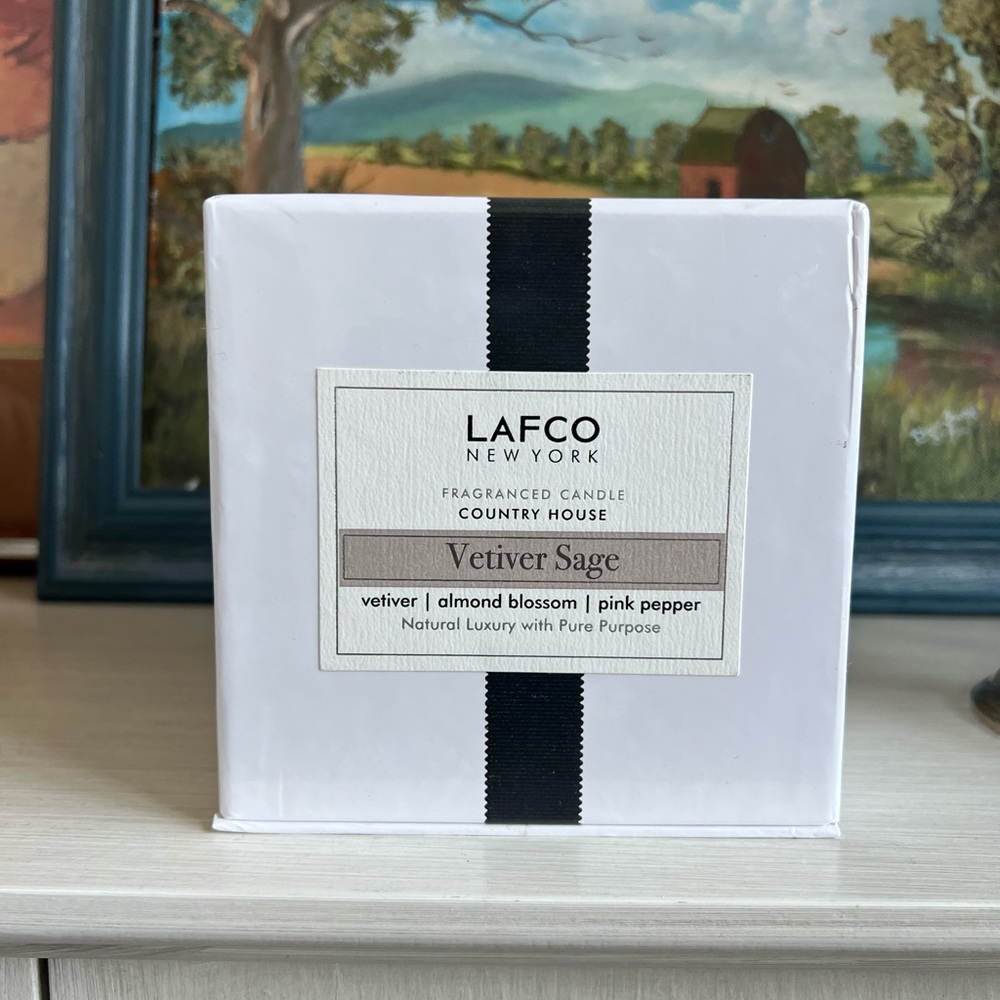 LAFCO
NEW YORK
FRAGRANCED CANDLE
COUNTRY HOUSE
Vetiver Sage
vetiver | almond blossom | pink pepper
Natural Luxury with Pure Purpose